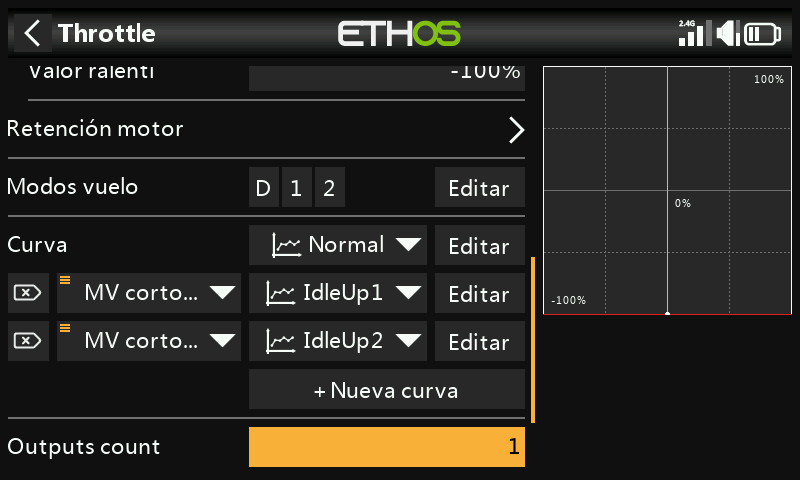 Throttle
ETHOS
2.4G
Valor ralentí -100%
Retención motor
Modos vuelo D 1 2 Editar
Curva Normal Editar
MV corto... IdleUp1 Editar
MV corto... IdleUp2 Editar
+ Nueva curva
Outputs count 1
100%
0%
-100%